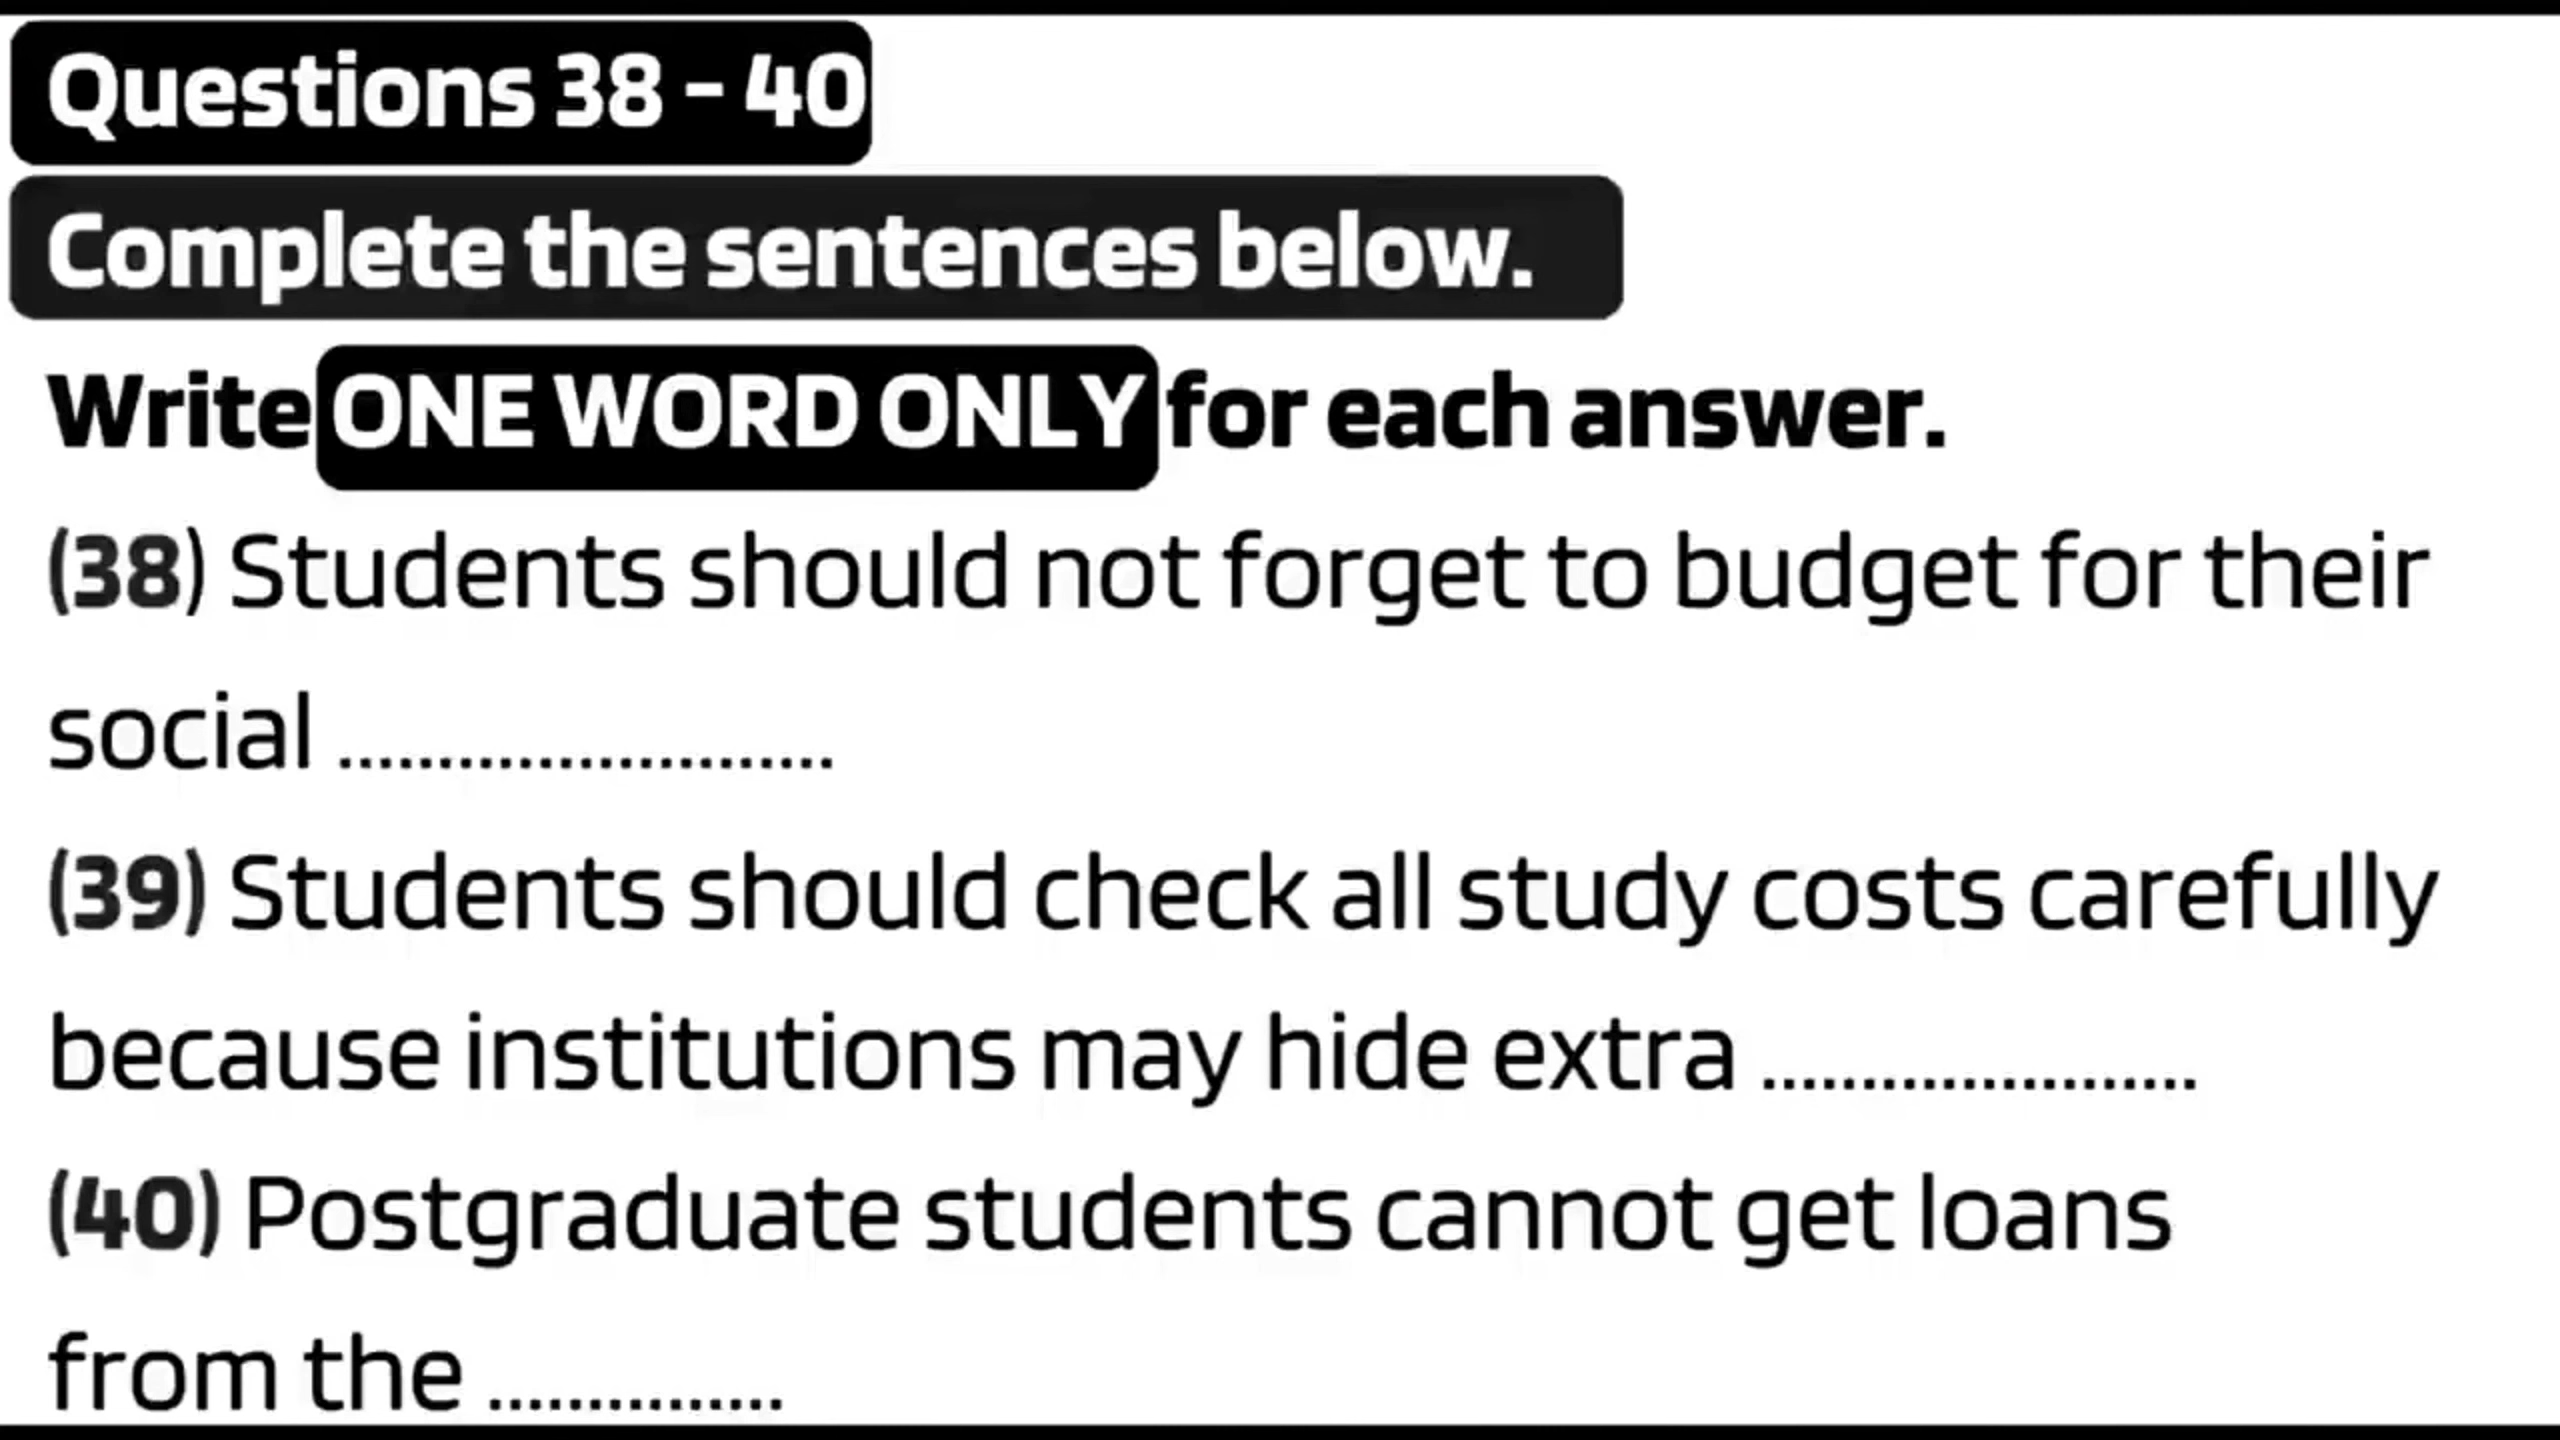 Questions 38 – 40
Complete the sentences below.
Write ONE WORD ONLY for each answer.
(38) Students should not forget to budget for their
social ........................
(39) Students should check all study costs carefully
because institutions may hide extra .....................
(40) Postgraduate students cannot get loans
from the ..............